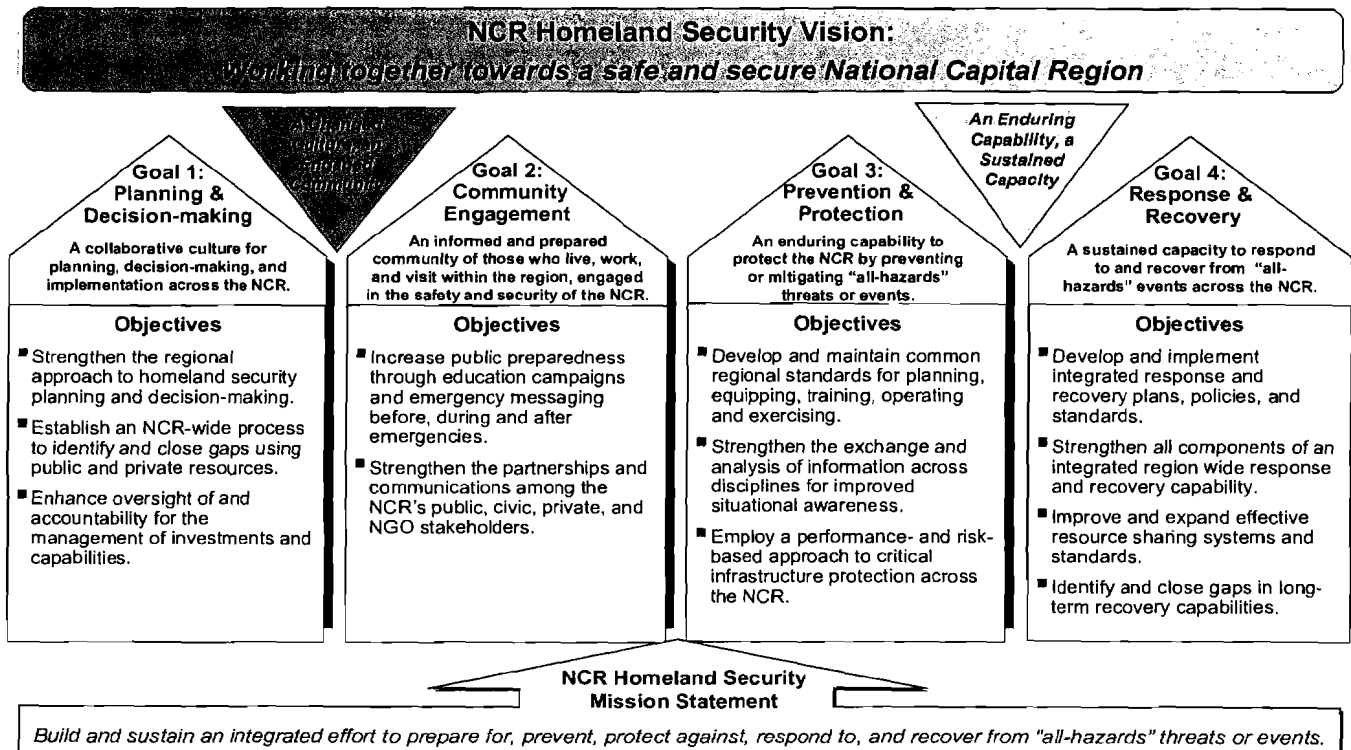 NCR Homeland Security Vision:
Working together towards a safe and secure National Capital Region
An Enduring
Capability, a
Sustained
Capacity
Goal 1:
Planning &
Decision-making
A collaborative culture for
planning, decision-making, and
implementation across the NCR.
Objectives
■ Strengthen the regional
approach to homeland security
planning and decision-making.
■ Establish an NCR-wide process
to identify and close gaps using
public and private resources.
■ Enhance oversight of and
accountability for the
management of investments and
capabilities.
Goal 2:
Community
Engagement
An informed and prepared
community of those who live, work,
and visit within the region, engaged
in the safety and security of the NCR.
Objectives
■ Increase public preparedness
through education campaigns
and emergency messaging
before, during and after
emergencies.
■ Strengthen the partnerships and
communications among the
NCR's public, civic, private, and
NGO stakeholders.
Goal 3:
Prevention &
Protection
An enduring capability to
protect the NCR by preventing
or mitigating "all-hazards"
threats or events.
Objectives
■ Develop and maintain common
regional standards for planning,
equipping, training, operating
and exercising.
■ Strengthen the exchange and
analysis of information across
disciplines for improved
situational awareness.
■ Employ a performance- and risk-
based approach to critical
infrastructure protection across
the NCR.
Goal 4:
Response &
Recovery
A sustained capacity to respond
to and recover from "all-
hazards" events across the NCR.
Objectives
■ Develop and implement
integrated response and
recovery plans, policies, and
standards.
■ Strengthen all components of an
integrated region wide response
and recovery capability.
■ Improve and expand effective
resource sharing systems and
standards.
■ Identify and close gaps in long-
term recovery capabilities.
NCR Homeland Security
Mission Statement
Build and sustain an integrated effort to prepare for, prevent, protect against, respond to, and recover from "all-hazards" threats or events.